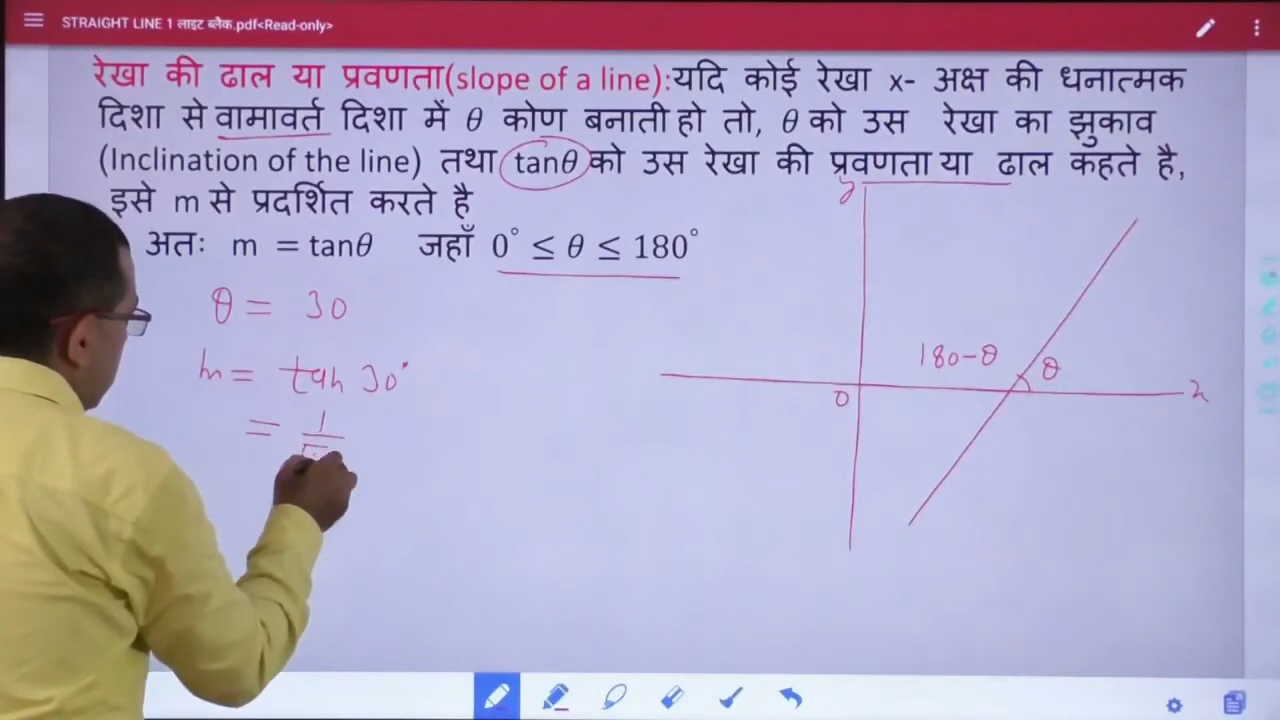 STRAIGHT LINE 1 लाइट ब्लैक.pdf<Read-only>
रेखा की ढाल या प्रवणता(slope of a line):यदि कोई रेखा x- अक्ष की धनात्मक
दिशा से वामावर्त दिशा में θ कोण बनाती हो तो, θ को उस रेखा का झुकाव
(Inclination of the line) तथा tanθ को उस रेखा की प्रवणता या ढाल कहते है,
इसे m से प्रदर्शित करते है
अतः m = tanθ जहाँ 0° ≤ θ ≤ 180°
θ = 30
m = tan 30°
= 1
y
180-θ θ
0 x